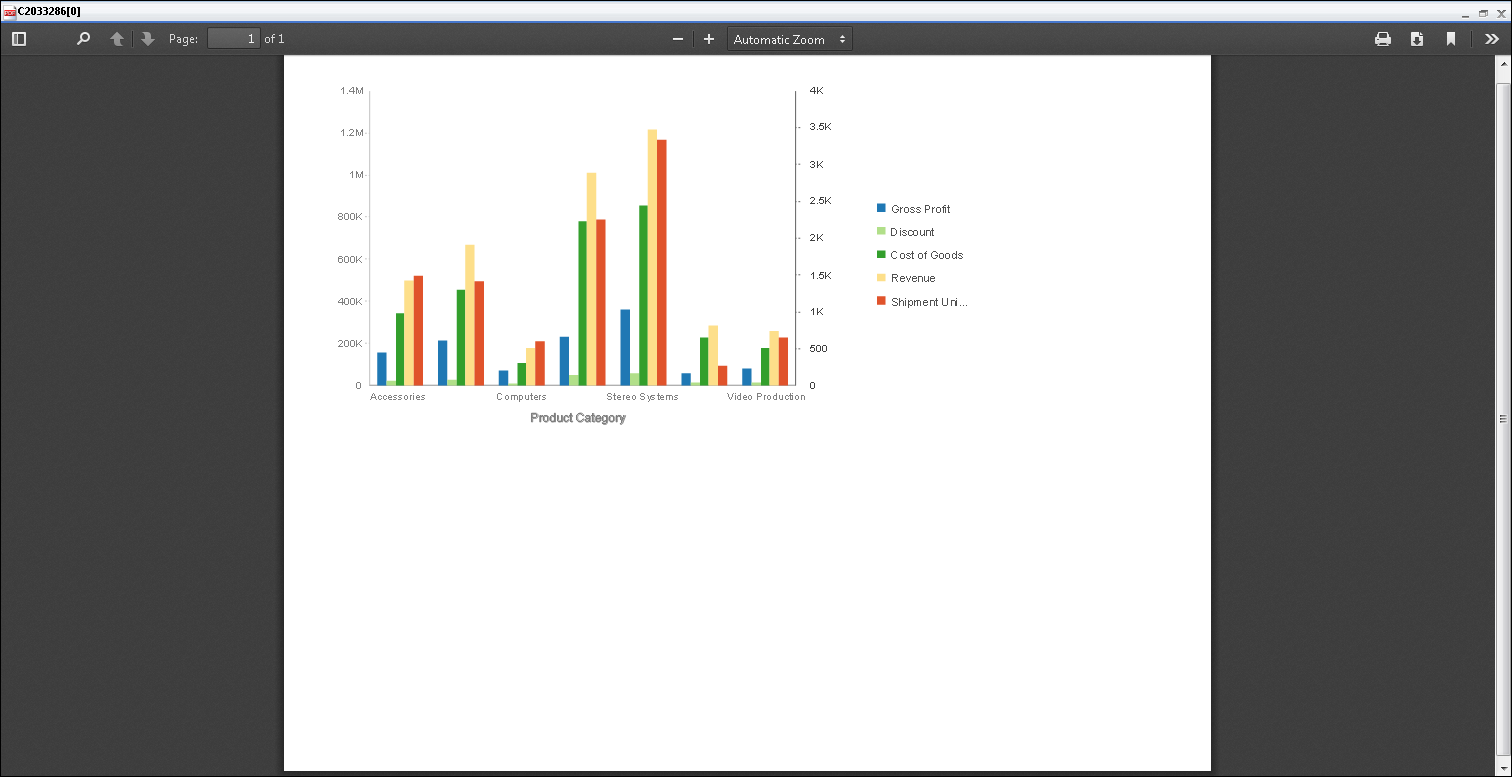 C2033286[0]
Page: 1 of 1
Automatic Zoom
1.4M
1.2M
1M
800K
600K
400K
200K
0
4K
3.5K
3K
2.5K
2K
1.5K
1K
500
0
Accessories Computers Stereo Systems Video Production
Product Category
Gross Profit
Discount
Cost of Goods
Revenue
Shipment Uni...